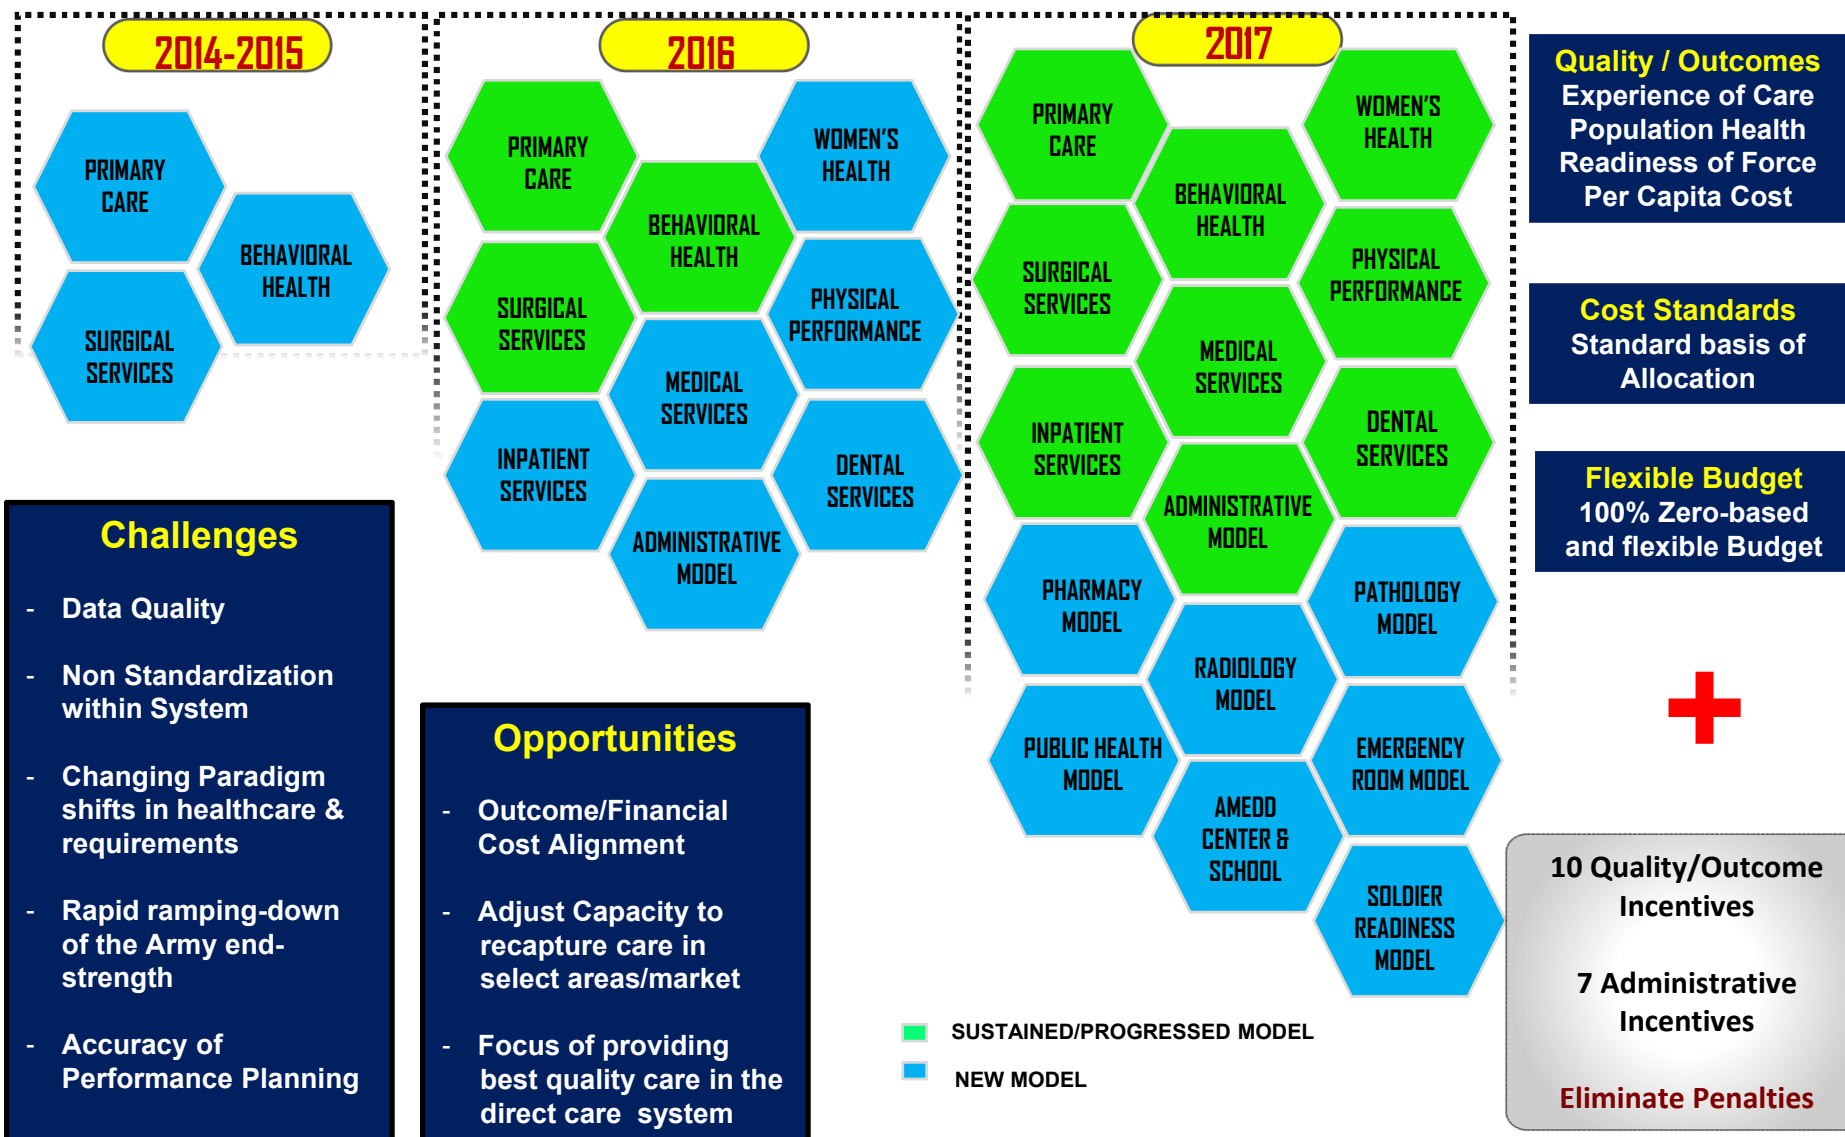 2014-2015
PRIMARY
CARE
BEHAVIORAL
HEALTH
SURGICAL
SERVICES
2016
PRIMARY
CARE
WOMEN'S
HEALTH
BEHAVIORAL
HEALTH
SURGICAL
SERVICES
PHYSICAL
PERFORMANCE
MEDICAL
SERVICES
INPATIENT
SERVICES
DENTAL
SERVICES
ADMINISTRATIVE
MODEL
2017
PRIMARY
CARE
WOMEN'S
HEALTH
BEHAVIORAL
HEALTH
SURGICAL
SERVICES
PHYSICAL
PERFORMANCE
MEDICAL
SERVICES
INPATIENT
SERVICES
DENTAL
SERVICES
ADMINISTRATIVE
MODEL
PHARMACY
MODEL
PATHOLOGY
MODEL
RADIOLOGY
MODEL
PUBLIC HEALTH
MODEL
EMERGENCY
ROOM MODEL
AMEDD
CENTER &
SCHOOL
SOLDIER
READINESS
MODEL
Quality / Outcomes
Experience of Care
Population Health
Readiness of Force
Per Capita Cost
Cost Standards
Standard basis of
Allocation
Flexible Budget
100% Zero-based
and flexible Budget
10 Quality/Outcome
Incentives
7 Administrative
Incentives
Eliminate Penalties
Challenges
- Data Quality
- Non Standardization
within System
- Changing Paradigm
shifts in healthcare &
requirements
- Rapid ramping-down
of the Army end-
strength
- Accuracy of
Performance Planning
Opportunities
- Outcome/Financial
Cost Alignment
- Adjust Capacity to
recapture care in
select areas/market
- Focus of providing
best quality care in the
direct care system
SUSTAINED/PROGRESSED MODEL
NEW MODEL